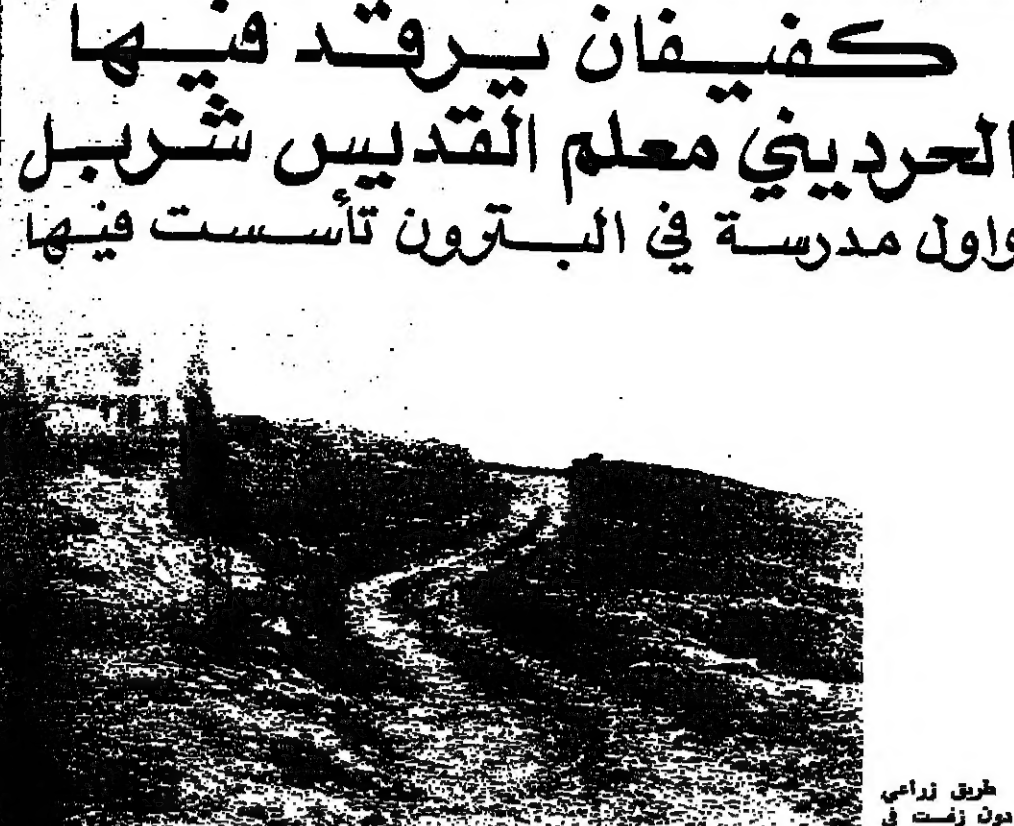 كفيفان يرقد فيها
الحرديني معلم القديس شربل
واول مدرسة في البترون تأسست فيها
طريق زراعي
دون زفت في